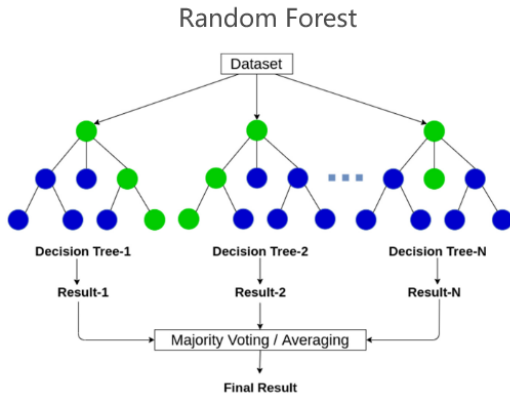 Random Forest
Dataset
Decision Tree-1 Decision Tree-2 Decision Tree-N
Result-1 Result-2 Result-N
Majority Voting / Averaging
Final Result